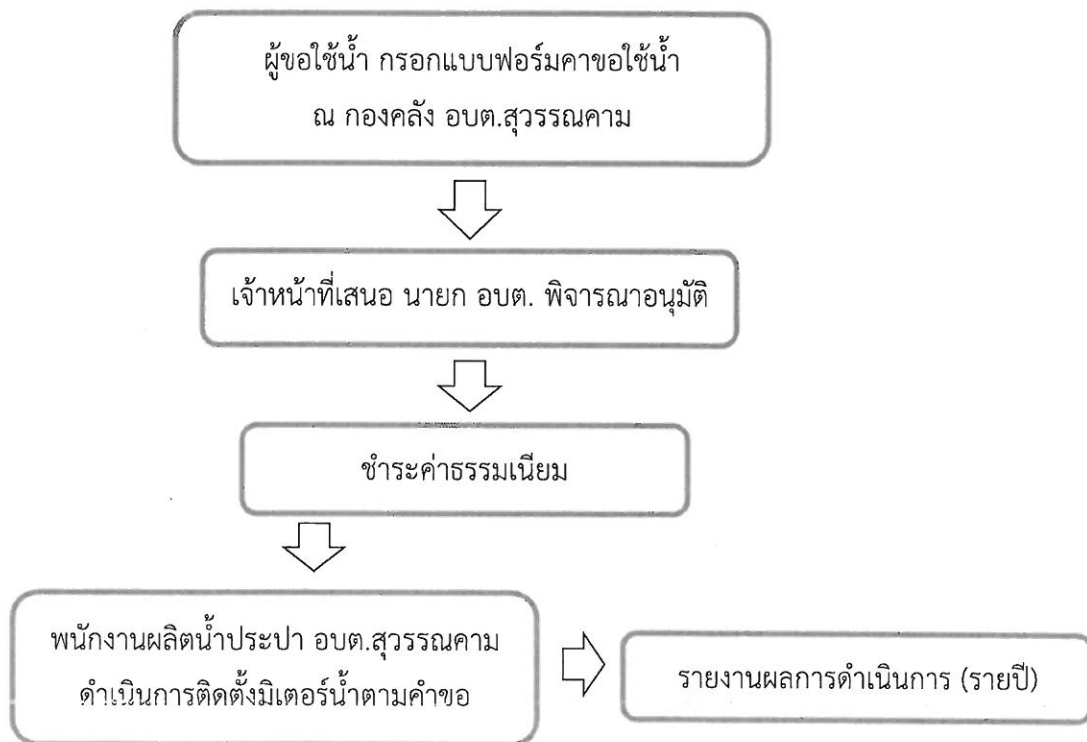 ผู้ขอใช้น้ำ กรอกแบบฟอร์มคาขอใช้น้ำ
ณ กองคลัง อบต.สุวรรณคาม
เจ้าหน้าที่เสนอ นายก อบต. พิจารณาอนุมัติ
ชำระค่าธรรมเนียม
พนักงานผลิตน้ำประปา อบต.สุวรรณคาม
ดำเนินการติดตั้งมิเตอร์น้ำตามคำขอ
รายงานผลการดำเนินการ (รายปี)